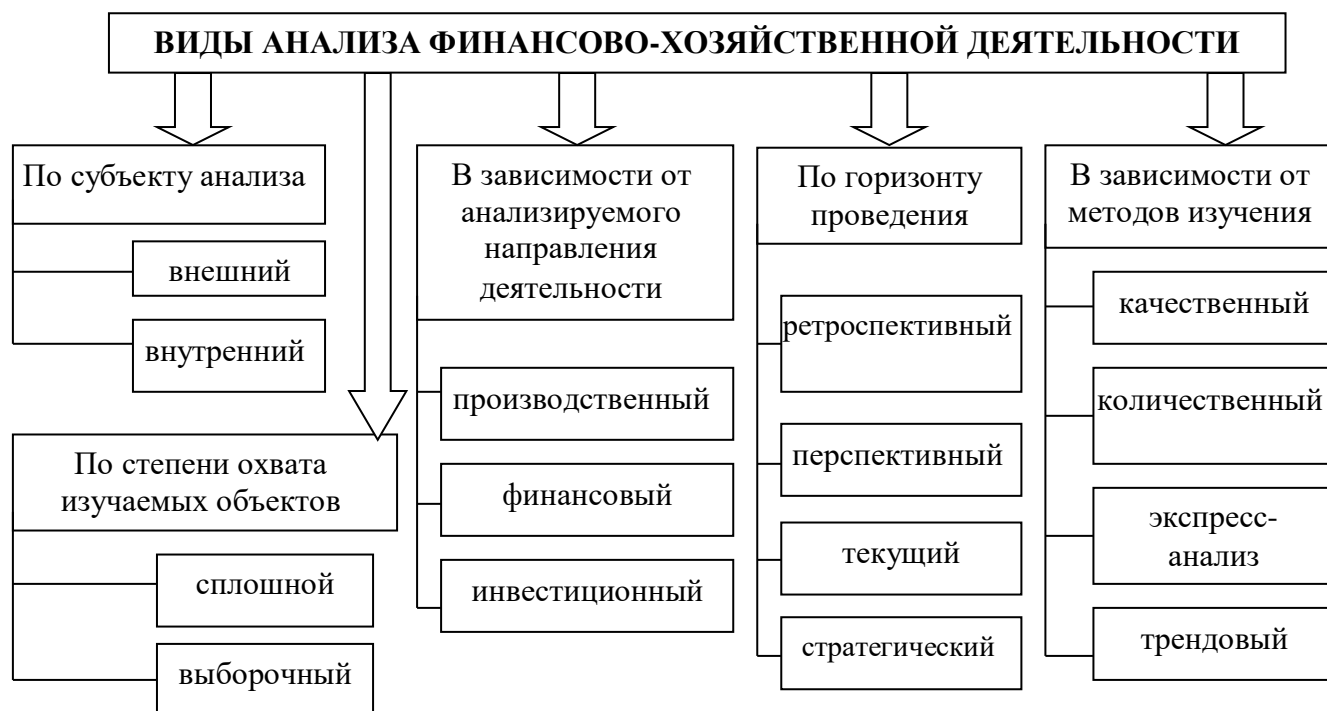 ВИДЫ АНАЛИЗА ФИНАНСОВО-ХОЗЯЙСТВЕННОЙ ДЕЯТЕЛЬНОСТИ
По субъекту анализа
внешний
внутренний
По степени охвата
изучаемых объектов
сплошной
выборочный
В зависимости от
анализируемого
направления
деятельности
производственный
финансовый
инвестиционный
По горизонту
проведения
ретроспективный
перспективный
текущий
стратегический
В зависимости от
методов изучения
качественный
количественный
экспресс-
анализ
трендовый